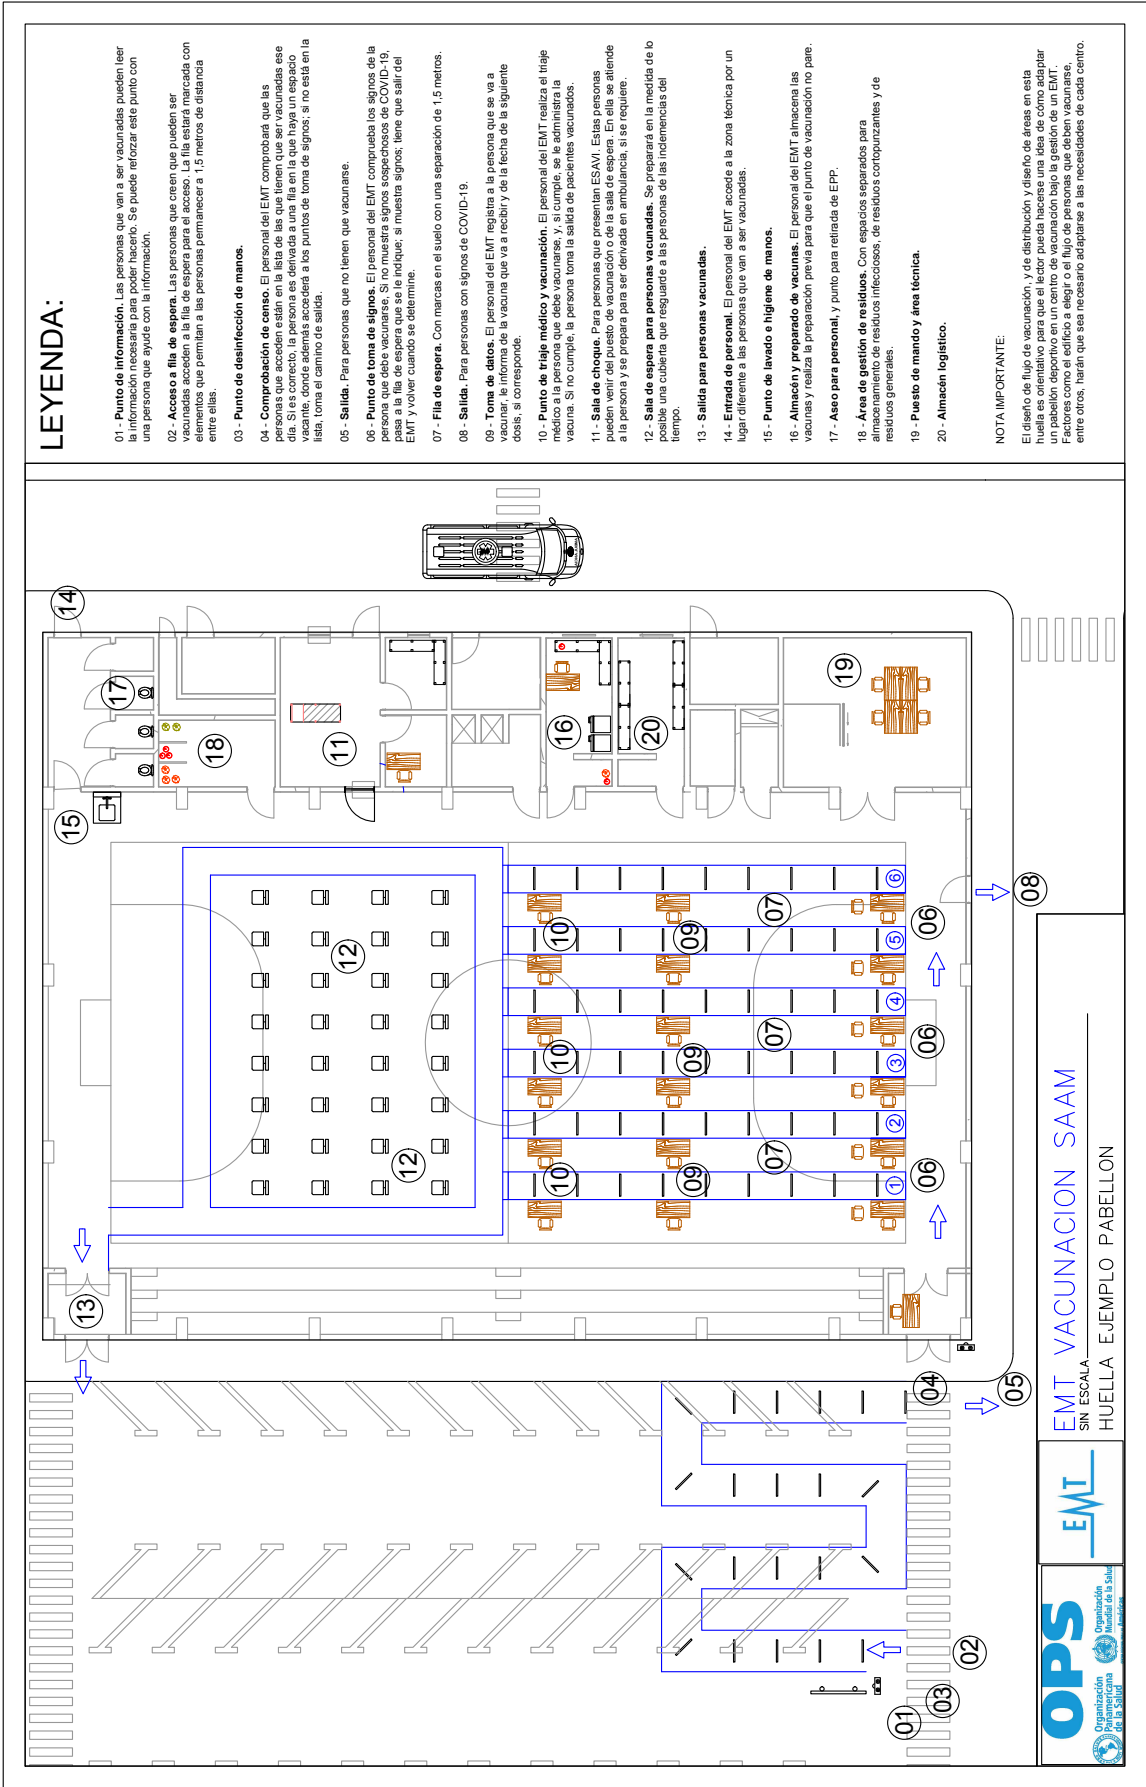 LEYENDA:
01 - Punto de información. Las personas que van a ser vacunadas pueden leer
la información necesaria para poder hacerlo. Se puede reforzar este punto con
una persona que ayude con la información.
02 - Acceso a fila de espera. Las personas que creen que pueden ser
vacunadas acceden a la fila de espera para el acceso. La fila estará marcada con
elementos que permitan a las personas permanecer a 1,5 metros de distancia
entre ellas.
03 - Punto de desinfección de manos.
04 - Comprobación de censo. El personal del EMT comprobará que las
personas que acceden están en la lista de las que tienen que ser vacunadas ese
día. Si es correcto, la persona es derivada a una fila en la que haya un espacio
vacante, donde además accederá a los puntos de toma de signos; si no está en la
lista, toma el camino de salida.
05 - Salida. Para personas que no tienen que vacunarse.
06 - Punto de toma de signos. El personal del EMT comprueba los signos de la
persona que debe vacunarse. Si no muestra signos sospechosos de COVID-19,
pasa a la fila de espera que se le indique; si muestra signos; tiene que salir del
EMT y volver cuando se determine.
07 - Fila de espera. Con marcas en el suelo con una separación de 1,5 metros.
08 - Salida. Para personas con signos de COVID-19.
09 - Toma de datos. El personal del EMT registra a la persona que se va a
vacunar, le informa de la vacuna que va a recibir y de la fecha de la siguiente
dosis, si corresponde.
10 - Punto de triaje médico y vacunación. El personal del EMT realiza el triaje
médico a la persona que debe vacunarse, y, si cumple, se le administra la
vacuna. Si no cumple, la persona toma la salida de pacientes vacunados.
11 - Sala de choque. Para personas que presentan ESAVI. Estas personas
pueden venir del puesto de vacunación o de la sala de espera. En ella se atiende
a la persona y se prepara para ser derivada en ambulancia, si se requiere.
12 - Sala de espera para personas vacunadas. Se preparará en la medida de lo
posible una cubierta que resguarde a las personas de las inclemencias del
tiempo.
13 - Salida para personas vacunadas.
14 - Entrada de personal. El personal del EMT accede a la zona técnica por un
lugar diferente a las personas que van a ser vacunadas.
15 - Punto de lavado e higiene de manos.
16 - Almacén y preparado de vacunas. El personal del EMT almacena las
vacunas y realiza la preparación previa para que el punto de vacunación no pare.
17 - Aseo para personal, y punto para retirada de EPP.
18 - Área de gestión de residuos. Con espacios separados para
almacenamiento de residuos infecciosos, de residuos cortopunzantes y de
residuos generales.
19 - Puesto de mando y área técnica.
20 - Almacén logístico.
NOTA IMPORTANTE:
El diseño de flujo de vacunación, y de distribución y diseño de áreas en esta
huella es orientativo para que el lector pueda hacerse una idea de cómo adaptar
un pabellón deportivo en un centro de vacunación bajo la gestión de un EMT.
Factores como el edificio a elegir o el flujo de personas que deben vacunarse,
entre otros, harán que sea necesario adaptarse a las necesidades de cada centro.
14
17
18
11
16
20
19
15
12
12
13
10
10
10
09
09
09
07
07
07
6
5
4
3
2
1
06
06
06
08
04
05
02
03
01
OPS
Organización
Panamericana
de la Salud
Organización
Mundial de la Salud
EMT
EMT VACUNACION SAAM
SIN ESCALA
HUELLA EJEMPLO PABELLON